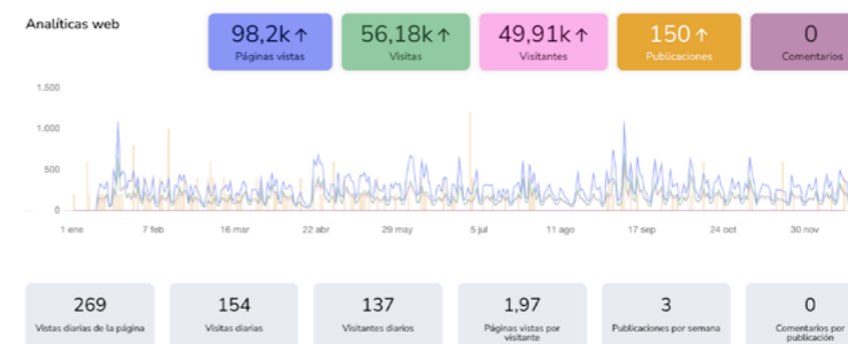 Analíticas web
98,2k↑
Páginas vistas
56,18k↑
Visitas
49,91k↑
Visitantes
150↑
Publicaciones
0
Comentarios
1.500
1.000
500
0
1 ene
7 feb
16 mar
22 abr
29 may
5 jul
11 ago
17 sep
24 oct
30 nov
269
Vistas diarias de la página
154
Visitas diarias
137
Visitantes diarios
1,97
Páginas vistas por
visitante
3
Publicaciones por semana
0
Comentarios por
publicación